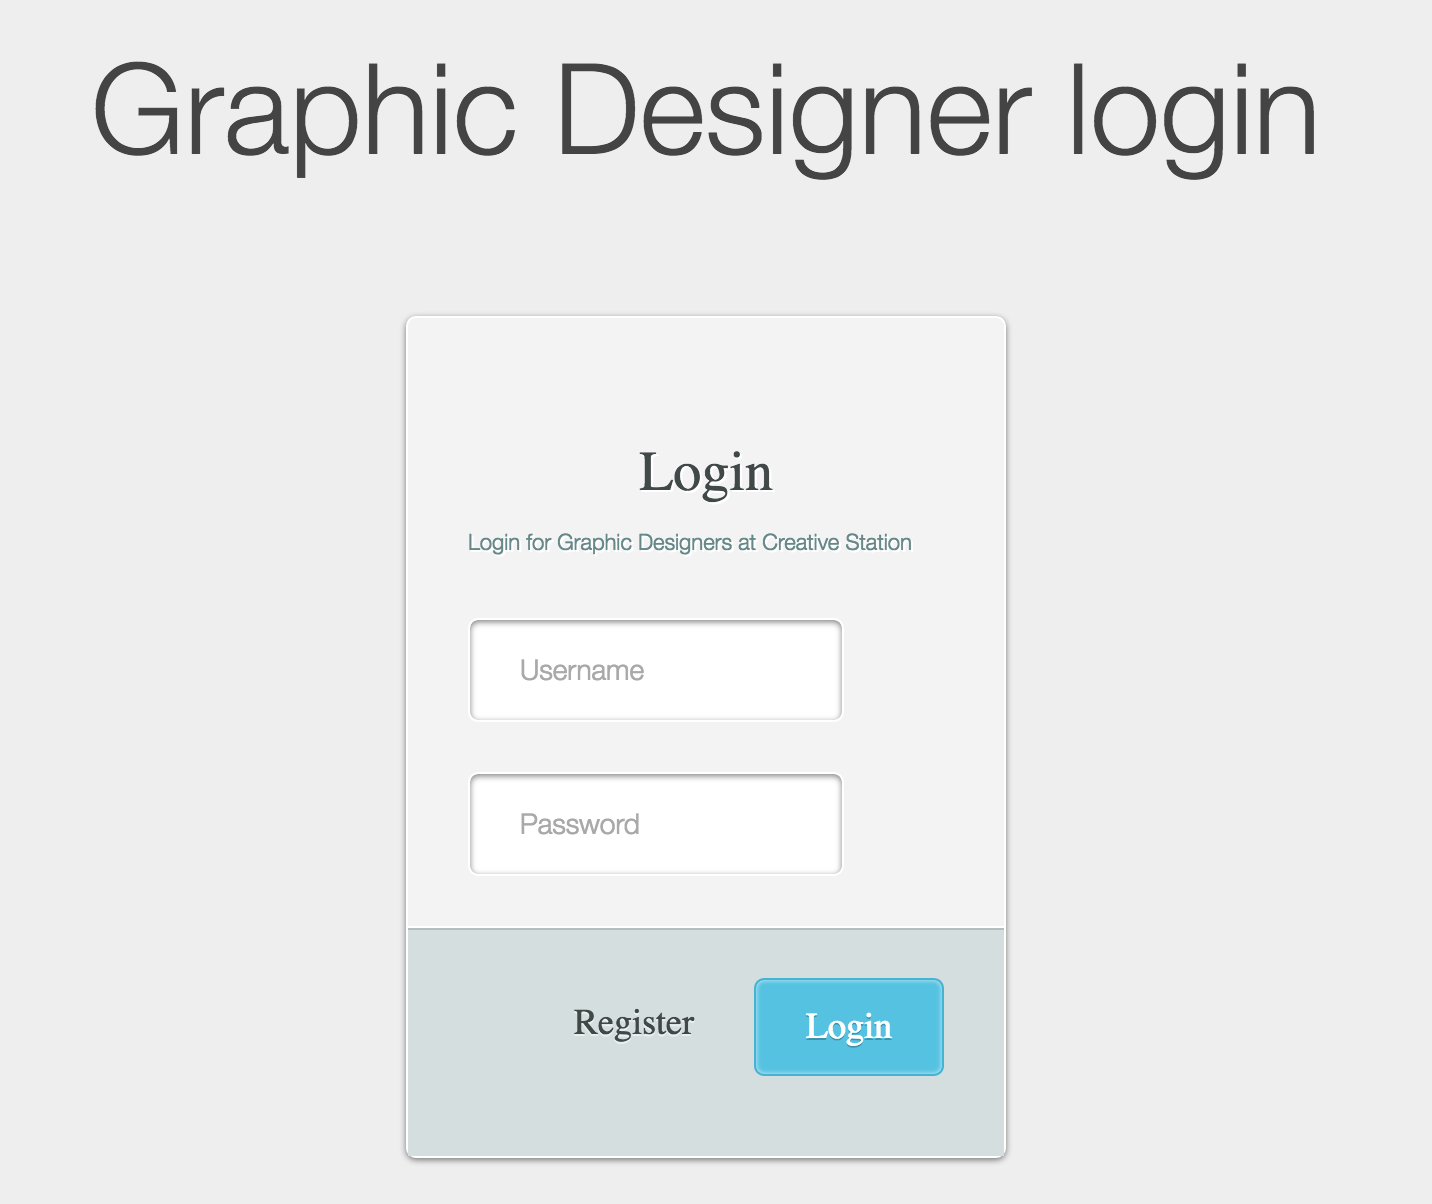 Graphic Designer login
Login
Login for Graphic Designers at Creative Station
Username
Password
Register
Login